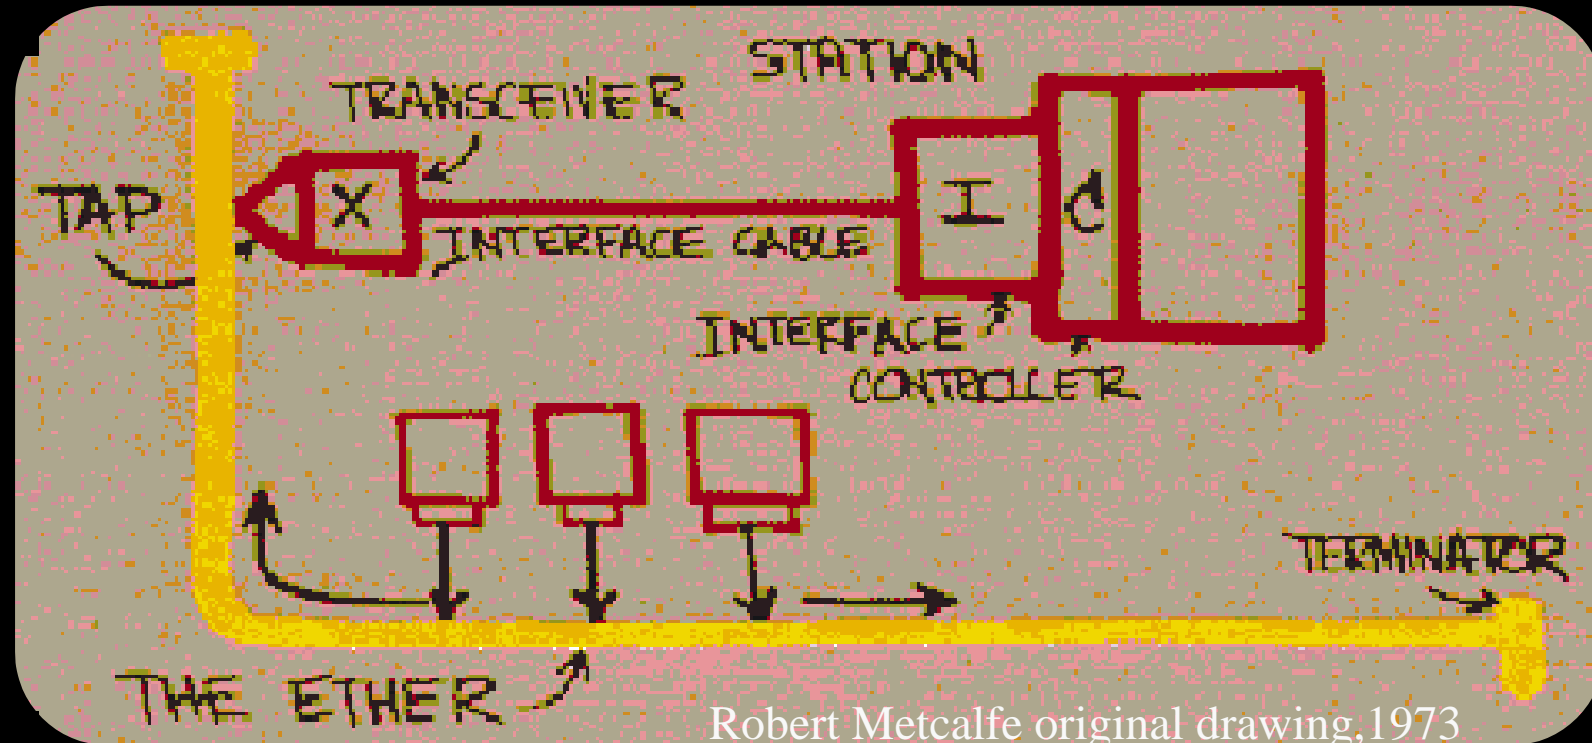 STATION
TRANSCEIVER
TAP
X
I
C
INTERFACE CABLE
INTERFACE
CONTROLLER
TERMINATOR
THE ETHER
Robert Metcalfe original drawing,1973